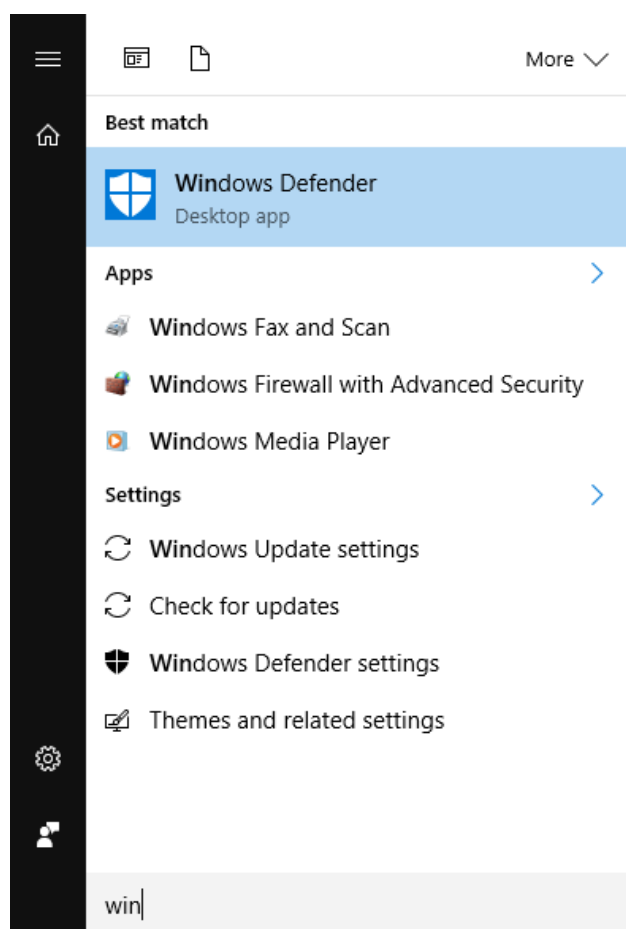 More
Best match
Windows Defender
Desktop app
Apps
Windows Fax and Scan
Windows Firewall with Advanced Security
Windows Media Player
Settings
Windows Update settings
Check for updates
Windows Defender settings
Themes and related settings
win